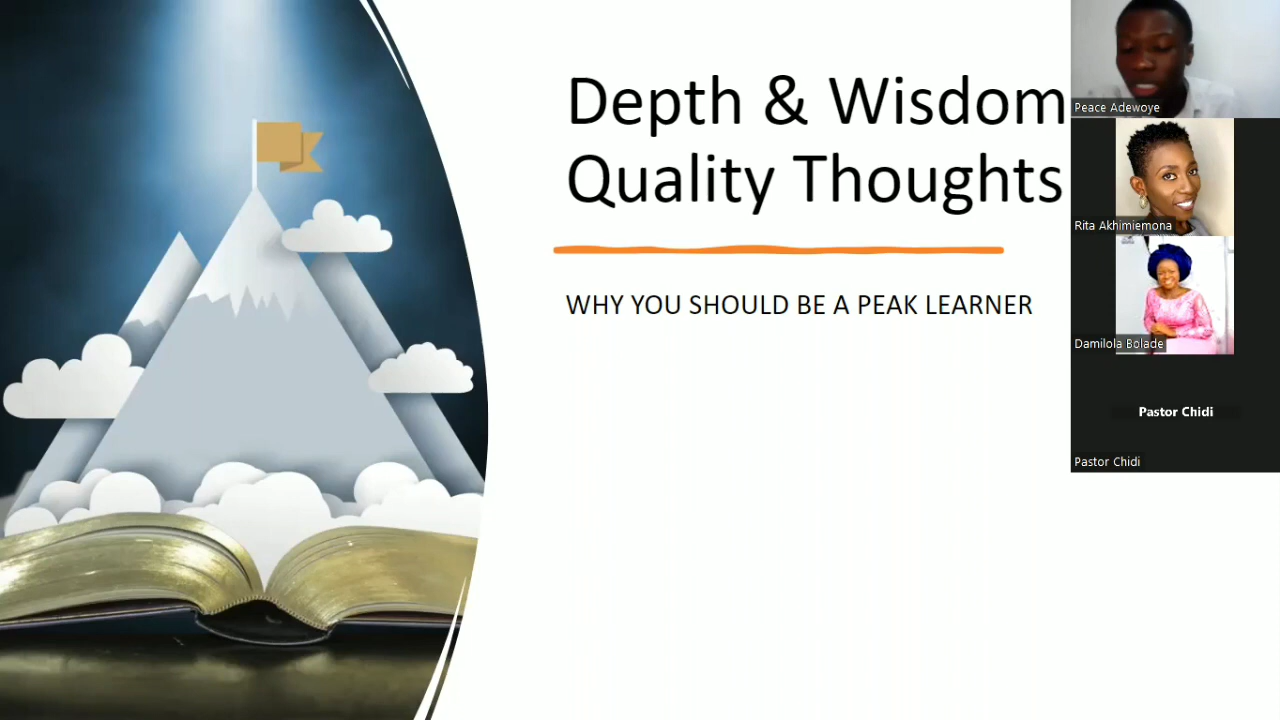 Depth & Wisdom
Quality Thoughts
WHY YOU SHOULD BE A PEAK LEARNER
Peace Adewoye
Rita Akhimiemona
Damilola Bolade
Pastor Chidi
Pastor Chidi